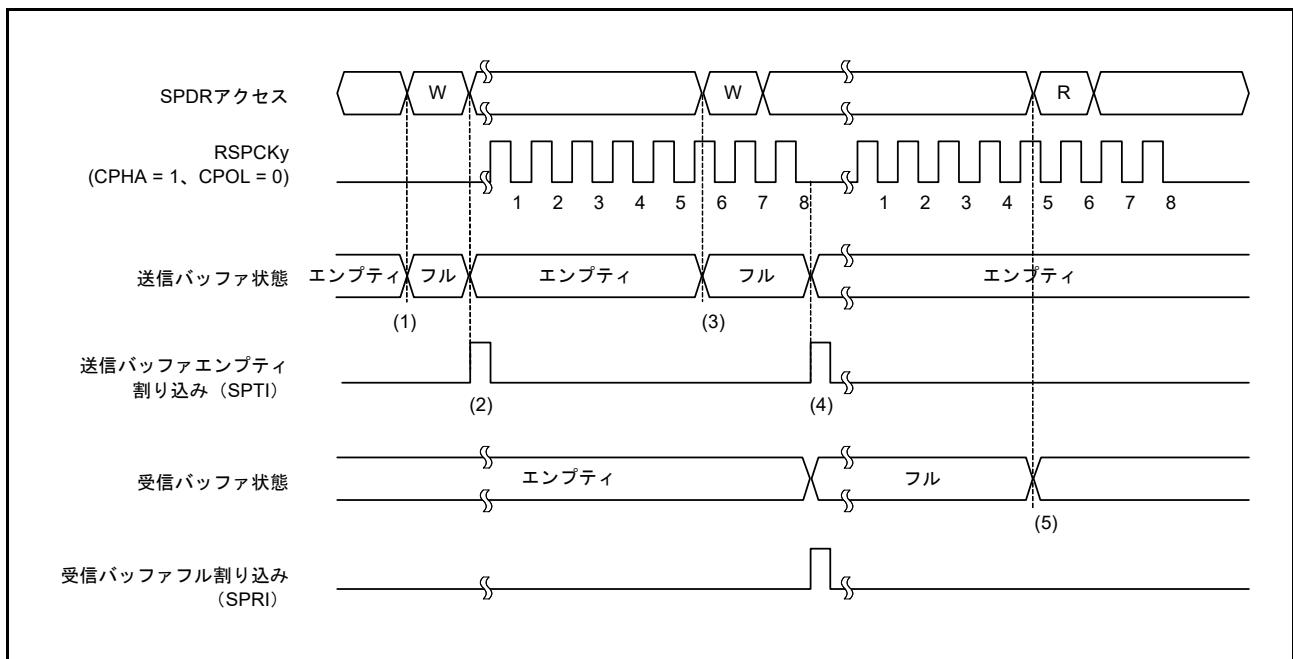 SPDRアクセス
W
W
R
RSPCKy
(CPHA = 1、CPOL = 0)
1 2 3 4 5 6 7 8
1 2 3 4 5 6 7 8
送信バッファ状態
エンプティ
フル
エンプティ
フル
エンプティ
(1)
(3)
送信バッファエンプティ
割り込み（SPTI）
(2)
(4)
受信バッファ状態
エンプティ
フル
(5)
受信バッファフル割り込み
（SPRI）